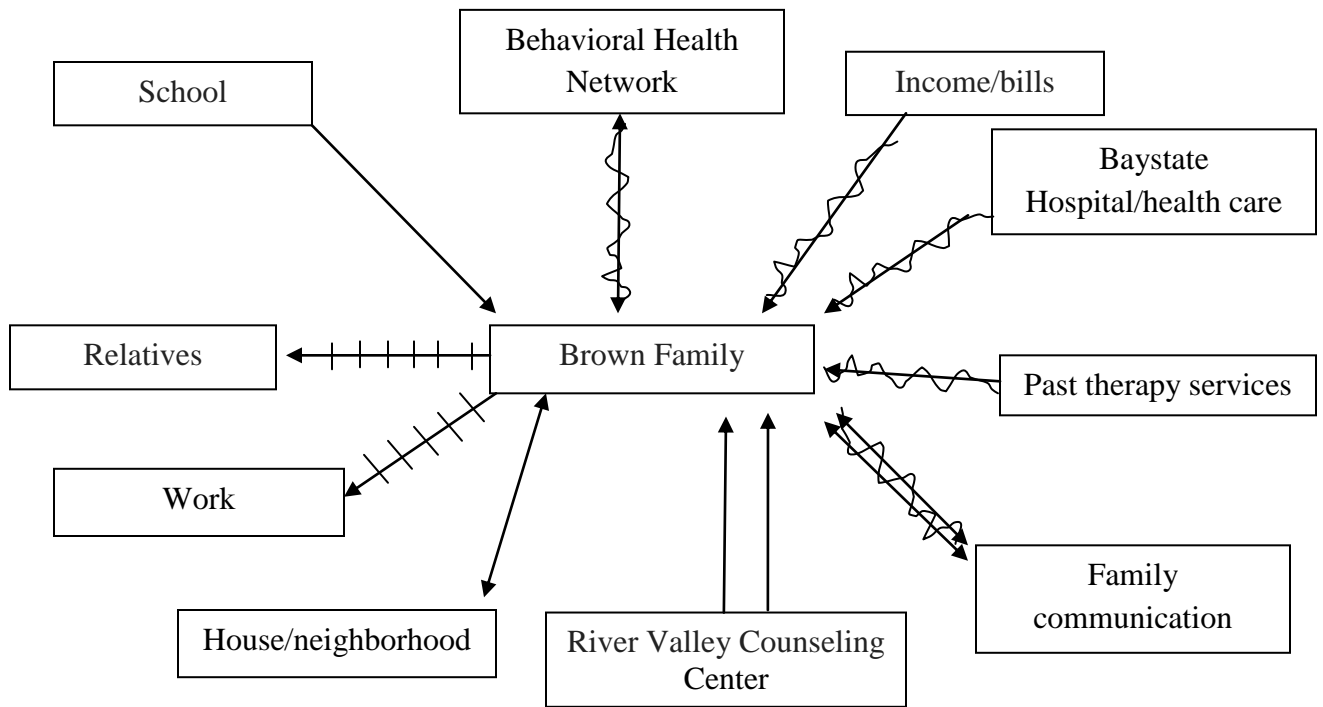 Behavioral Health
Network
School
Income/bills
Baystate
Hospital/health care
Relatives
Brown Family
Past therapy services
Work
Family
communication
House/neighborhood
River Valley Counseling
Center